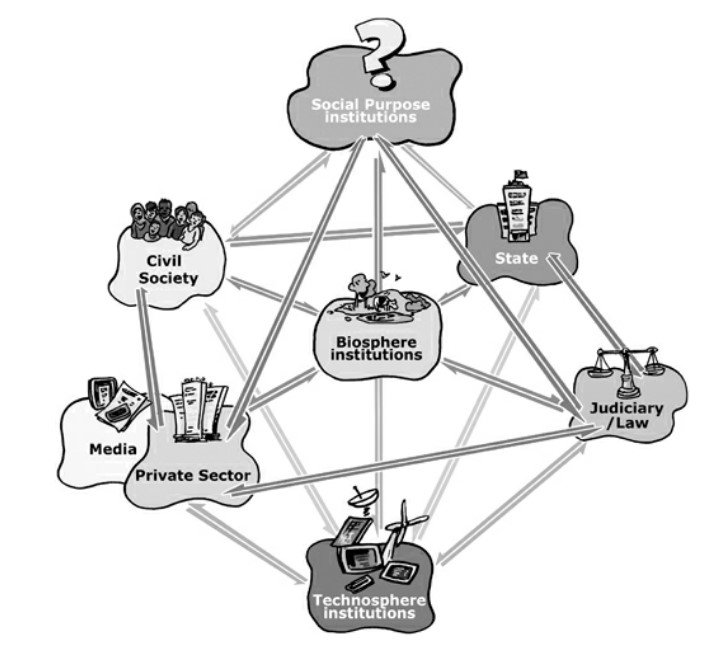 ?
Social Purpose
institutions
Civil
Society
State
Biosphere
institutions
Judiciary
/Law
Media
Private Sector
Technosphere
institutions